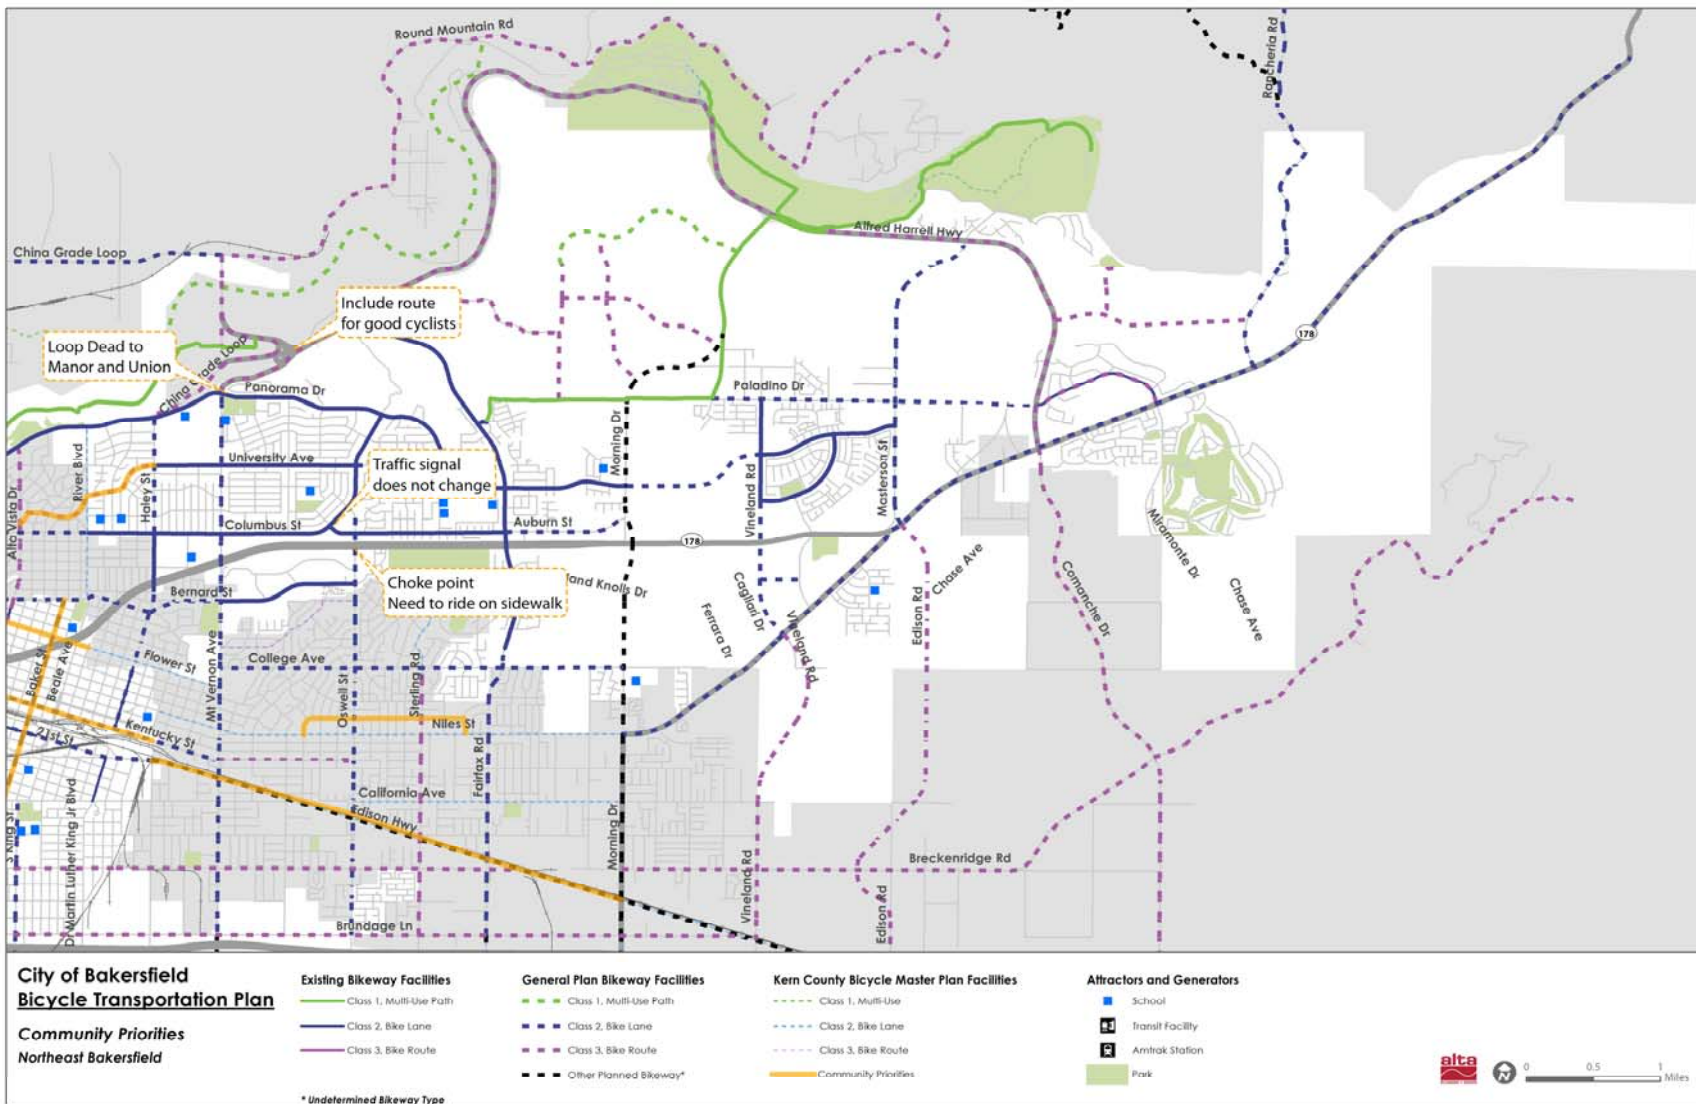 Round Mountain Rd
Rancheria Rd
China Grade Loop
Alfred Harrell Hwy
Include route
for good cyclists
Loop Dead to
Manor and Union
China Grade Loop
178
Panorama Dr
Paladino Dr
Morning Dr
River Blvd
Haley St
University Ave
Traffic signal
does not change
Vineland Rd
Masterson St
Alta Vista Dr
Columbus St
Auburn St
178
Miramonte Dr
Choke point
Need to ride on sidewalk
land Knolls Dr
Bernard St
Chase Ave
Chase Ave
Comanche Dr
Cagliari Dr
Ferrara Dr
Vineland Rd
Edison Rd
Baker St
Beale Ave
Flower St
Mt Vernon Ave
College Ave
Oswell St
Sterling Rd
Niles St
Kentucky St
21st St
Fairfax Rd
California Ave
Edison Hwy
Morning Dr
S King St
Dr Martin Luther King Jr Blvd
Breckenridge Rd
Vineland Rd
Edison Rd
Brundage Ln
City of Bakersfield
Bicycle Transportation Plan
Community Priorities
Northeast Bakersfield
Existing Bikeway Facilities
Class 1, Multi-Use Path
Class 2, Bike Lane
Class 3, Bike Route
General Plan Bikeway Facilities
Class 1, Multi-Use Path
Class 2, Bike Lane
Class 3, Bike Route
Other Planned Bikeway*
* Undetermined Bikeway Type
Kern County Bicycle Master Plan Facilities
Class 1, Multi-Use
Class 2, Bike Lane
Class 3, Bike Route
Community Priorities
Attractors and Generators
School
Transit Facility
Amtrak Station
Park
alta
N
0 0.5 1
Miles